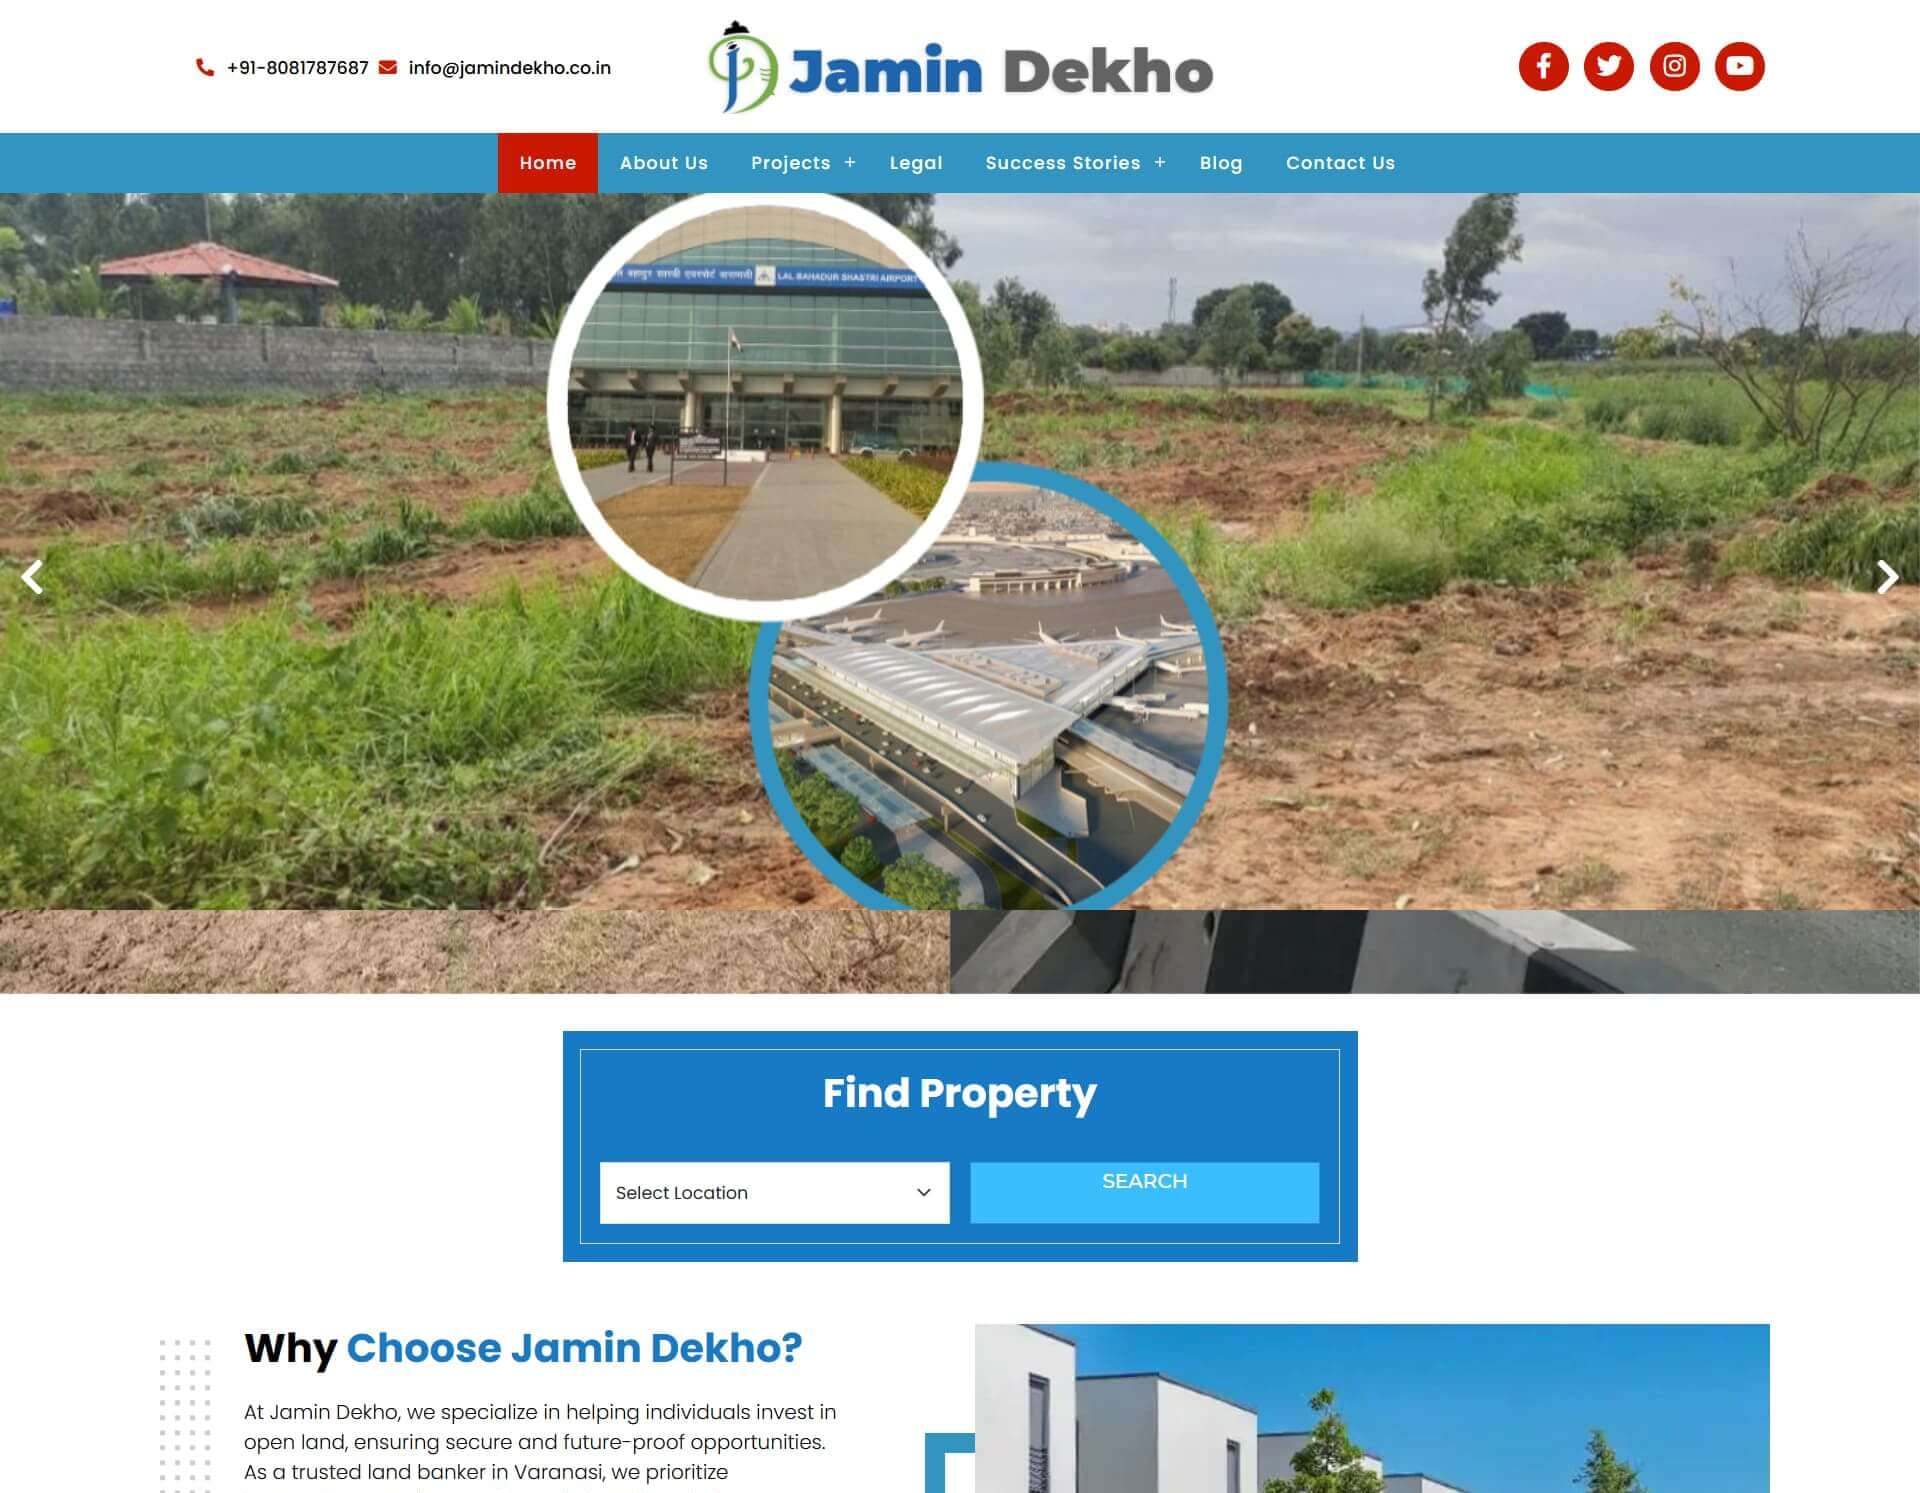 +91-8081787687
info@jamindekho.co.in
Jamin Dekho
Home
About Us
Projects +
Legal
Success Stories +
Blog
Contact Us
बहादुर शास्त्री एयरपोर्ट वाराणसी
LAL BAHADUR SHASTRI AIRPORT
Find Property
Select Location
SEARCH
Why Choose Jamin Dekho?
At Jamin Dekho, we specialize in helping individuals invest in
open land, ensuring secure and future-proof opportunities.
As a trusted land banker in Varanasi, we prioritize